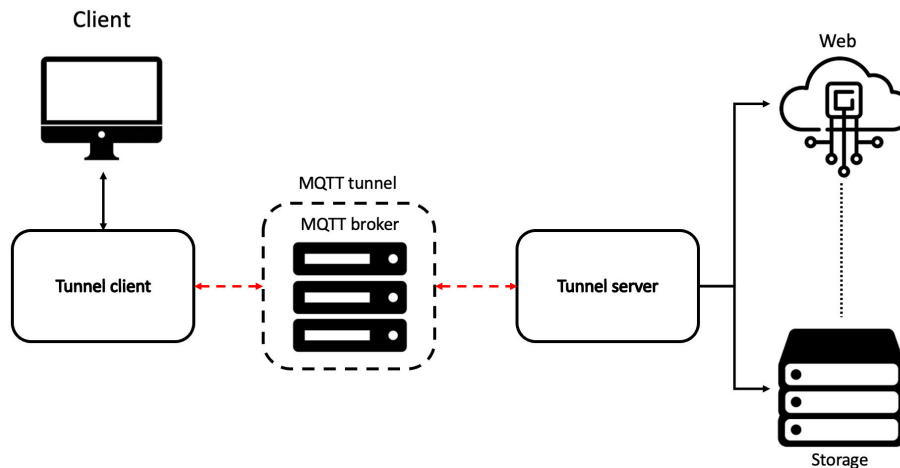 Client
Web
MQTT tunnel
MQTT broker
Tunnel client
Tunnel server
Storage